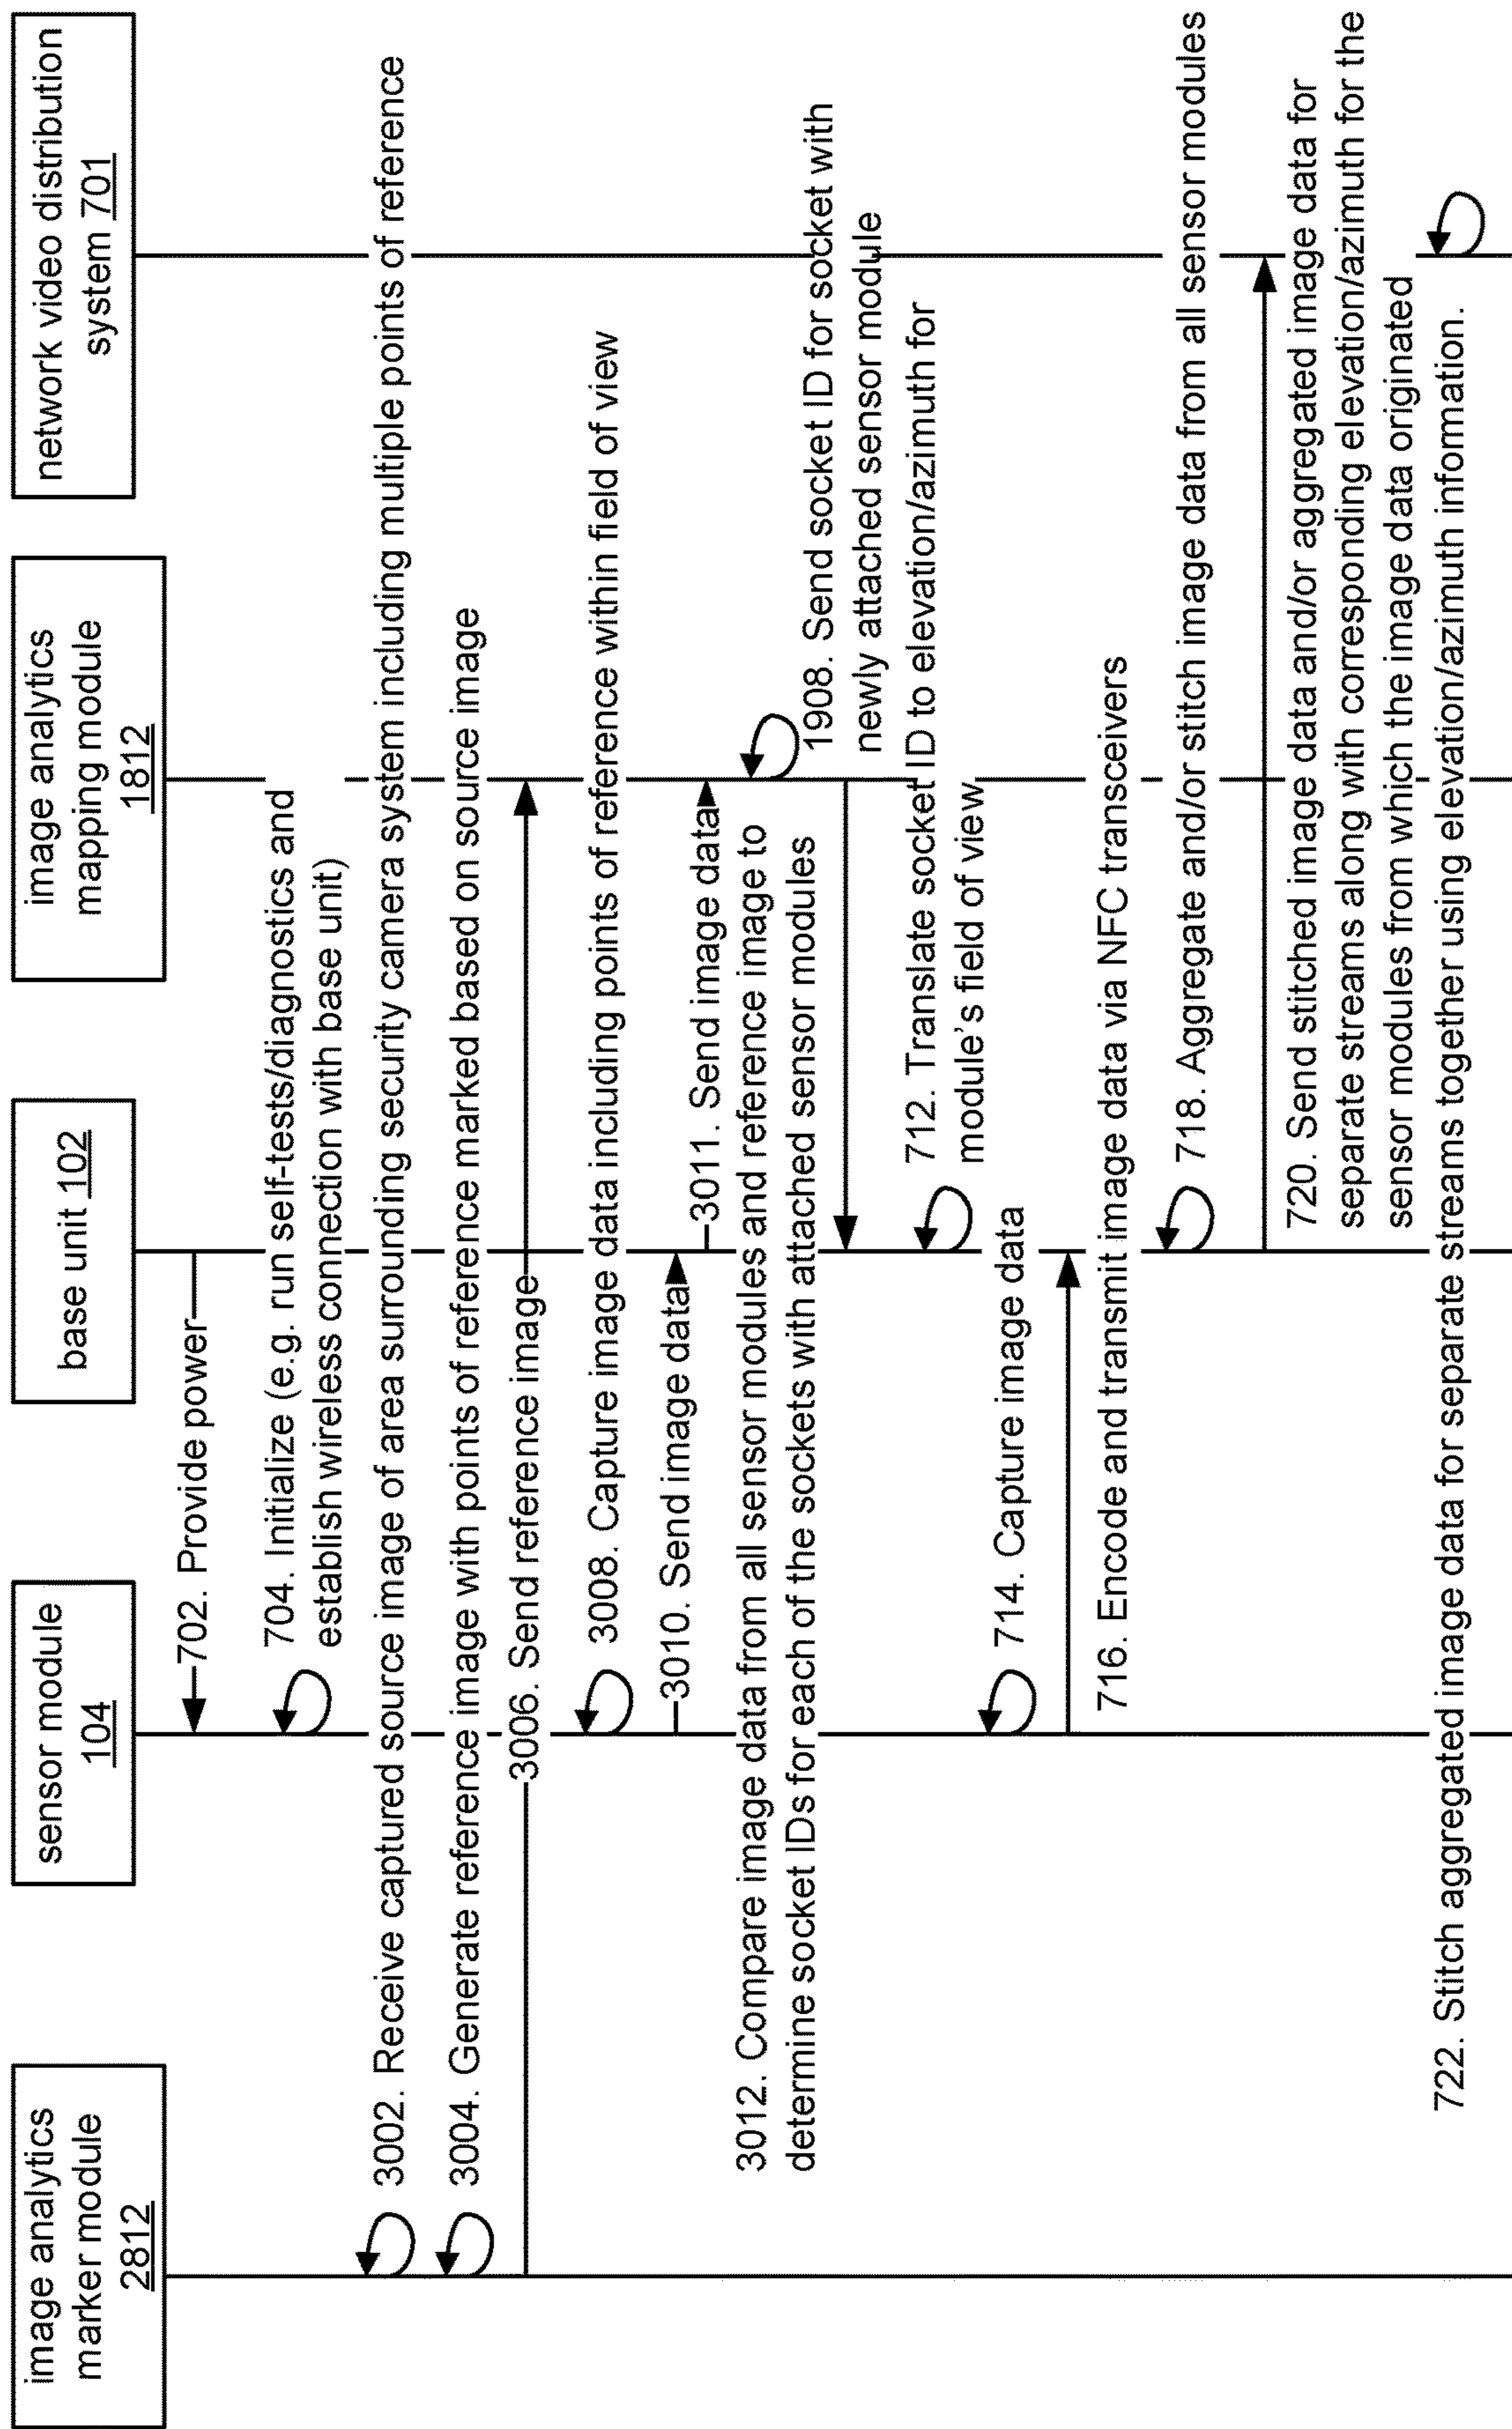 image analytics
marker module
2812
sensor module
104
base unit 102
image analytics
mapping module
1812
network video distribution
system 701
702. Provide power
704. Initialize (e.g. run self-tests/diagnostics and
establish wireless connection with base unit)
3002. Receive captured source image of area surrounding security camera system including multiple points of reference
3004. Generate reference image with points of reference marked based on source image
3006. Send reference image
3008. Capture image data including points of reference within field of view
3010. Send image data
3011. Send image data
3012. Compare image data from all sensor modules and reference image to
determine socket IDs for each of the sockets with attached sensor modules
1908. Send socket ID for socket with
newly attached sensor module
712. Translate socket ID to elevation/azimuth for
module's field of view
714. Capture image data
716. Encode and transmit image data via NFC transceivers
718. Aggregate and/or stitch image data from all sensor modules
720. Send stitched image data and/or aggregated image data for
separate streams along with corresponding elevation/azimuth for the
sensor modules from which the image data originated
722. Stitch aggregated image data for separate streams together using elevation/azimuth information.